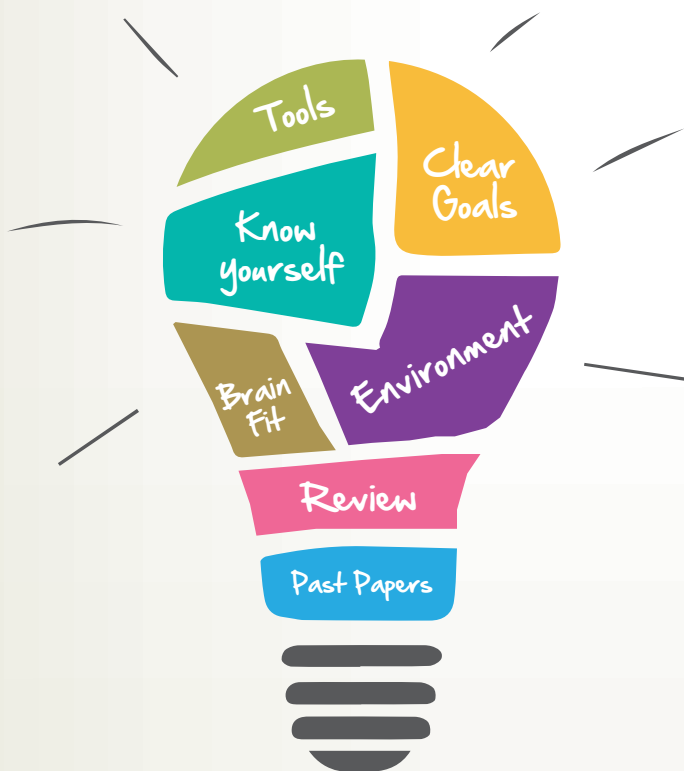 Tools
Clear
Goals
Know
yourself
Environment
Brain
Fit
Review
Past Papers